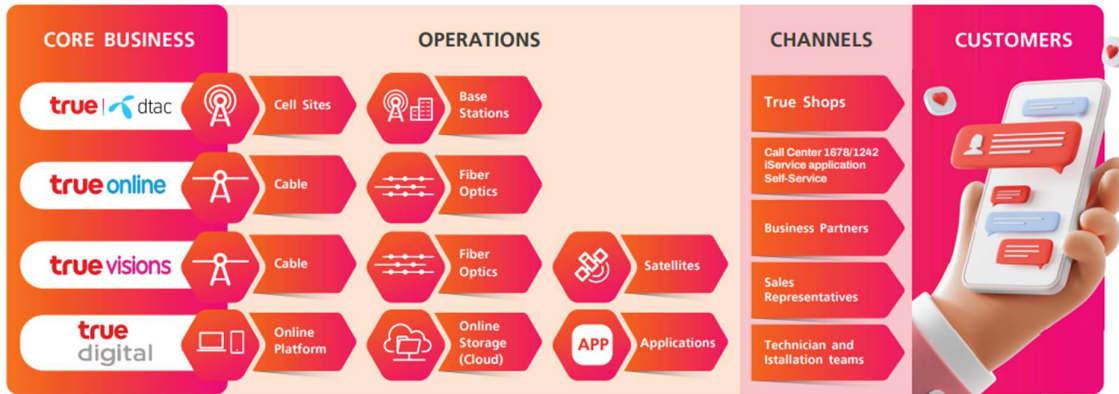 CORE BUSINESS
OPERATIONS
CHANNELS
CUSTOMERS
true | dtac
Cell Sites
Base
Stations
true online
Cable
Fiber
Optics
true visions
Cable
Fiber
Optics
Satellites
true
digital
Online
Platform
Online
Storage
(Cloud)
APP
Applications
True Shops
Call Center 1678/1242
iService application
Self-Service
Business Partners
Sales
Representatives
Technician and
Istallation teams